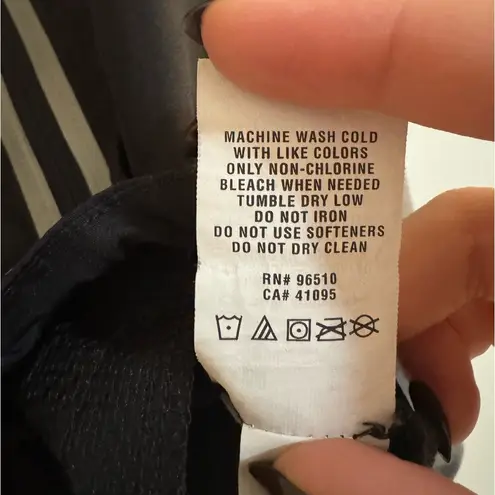 MACHINE WASH COLD
WITH LIKE COLORS
ONLY NON-CHLORINE
BLEACH WHEN NEEDED
TUMBLE DRY LOW
DO NOT IRON
DO NOT USE SOFTENERS
DO NOT DRY CLEAN
RN# 96510
CA# 41095